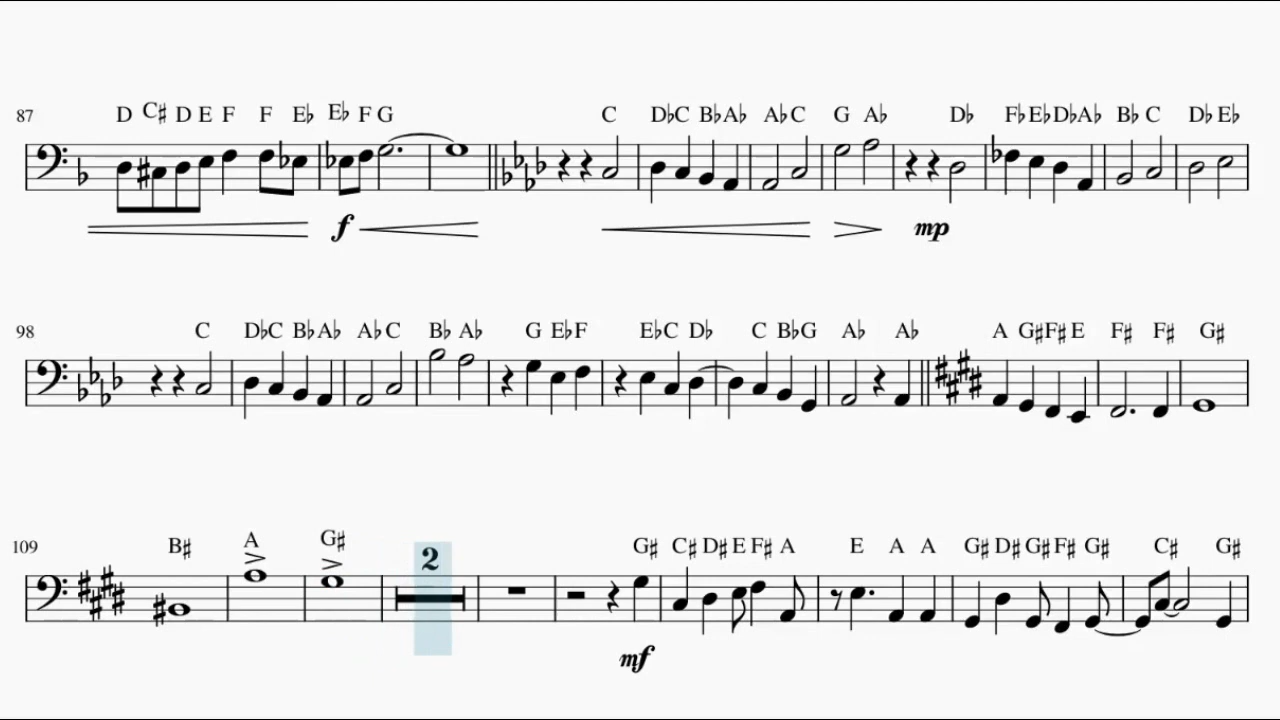 87 D C♯ D E F F E♭ E♭ F G C D♭ C B♭ A♭ A♭ C G A♭ D♭ F♭ E♭ D♭ A♭ B♭ C D♭ E♭
f mp
98 C D♭ C B♭ A♭ A♭ C B♭ A♭ G E♭ F E♭ C D♭ C B♭ G A♭ A♭ A G♯ F♯ E F♯ F♯ G♯
109 B♯ A G♯ 2 G♯ C♯ D♯ E F♯ A E A A G♯ D♯ G♯ F♯ G♯ C♯ G♯
mf